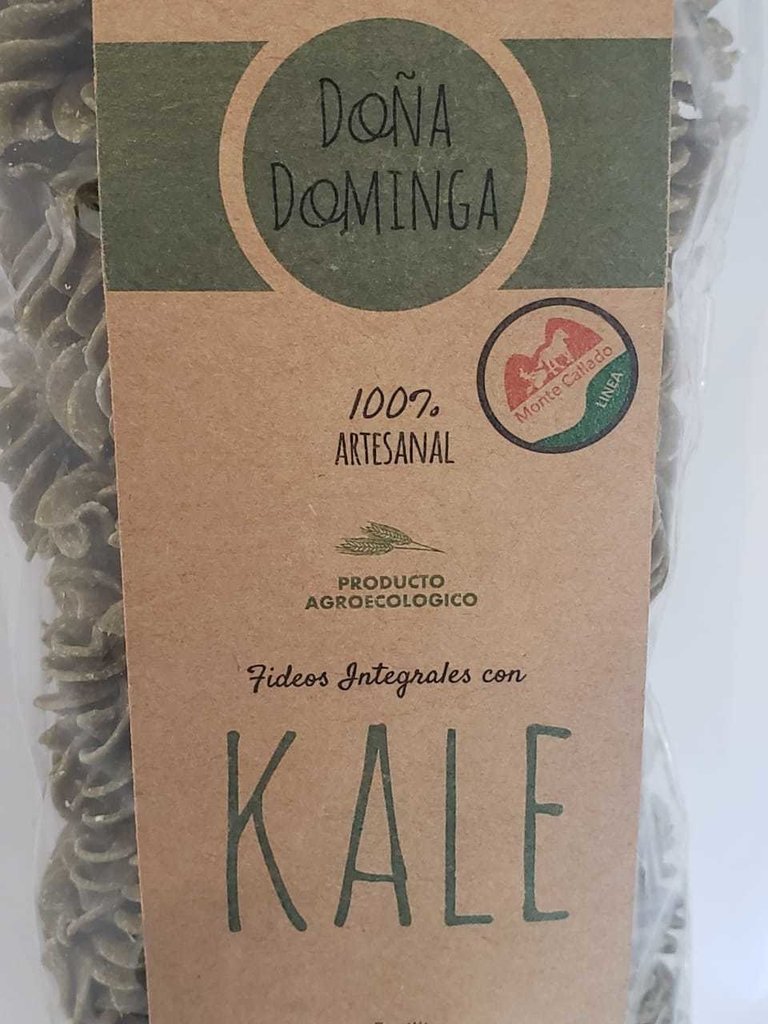 DOÑA
DOMINGA
Monte Callado
LINEA
100%
ARTESANAL
PRODUCTO
AGROECOLOGICO
Fideos Integrales con
KALE